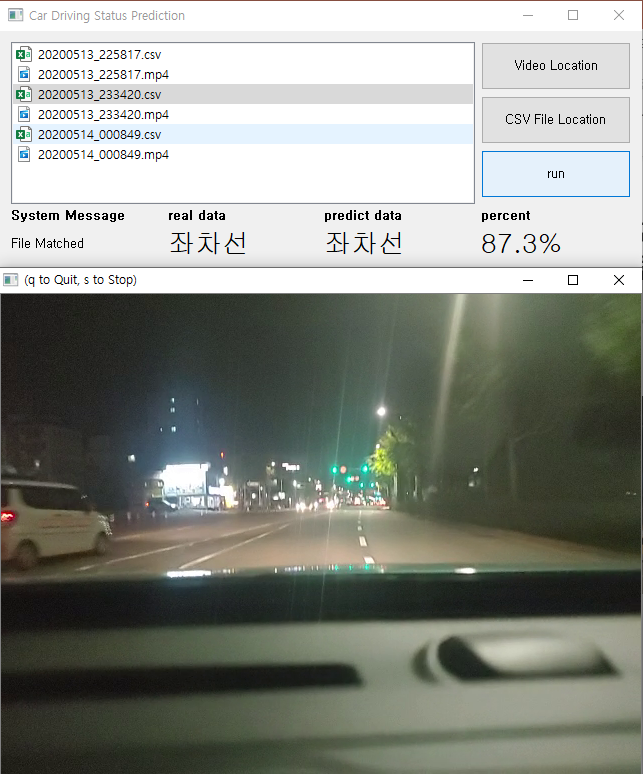 Car Driving Status Prediction
20200513_225817.csv
20200513_225817.mp4
20200513_233420.csv
20200513_233420.mp4
20200514_000849.csv
20200514_000849.mp4
Video Location
CSV File Location
run
System Message real data predict data percent
File Matched 좌차선 좌차선 87.3%
(q to Quit, s to Stop)